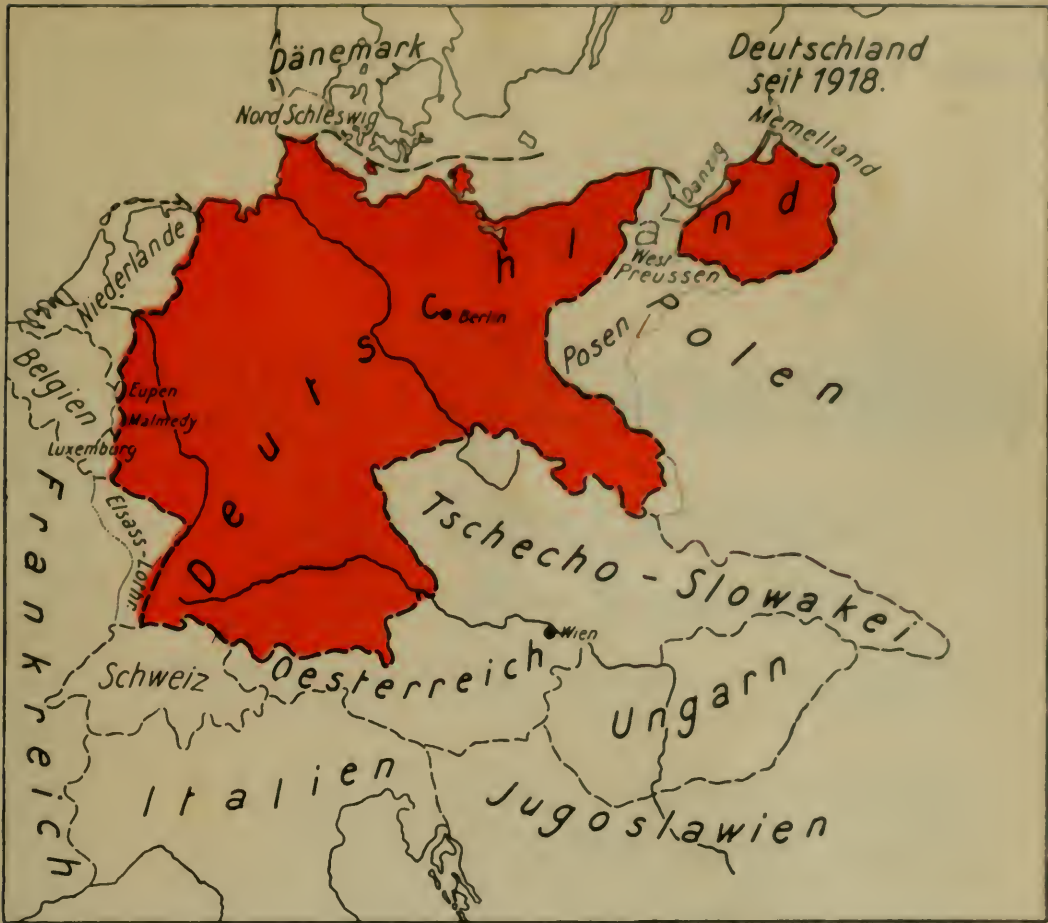 Deutschland
seit 1918.
Dänemark
Nord Schleswig
Memelland
Danzig
Niederlande
West
Preussen
Deutschland
Berlin
Posen
Polen
Belgien
Eupen
Malmedy
Luxemburg
Elsass-Lothr.
Frankreich
Tschecho-Slowakei
Wien
Schweiz
Oesterreich
Ungarn
Italien
Jugoslawien